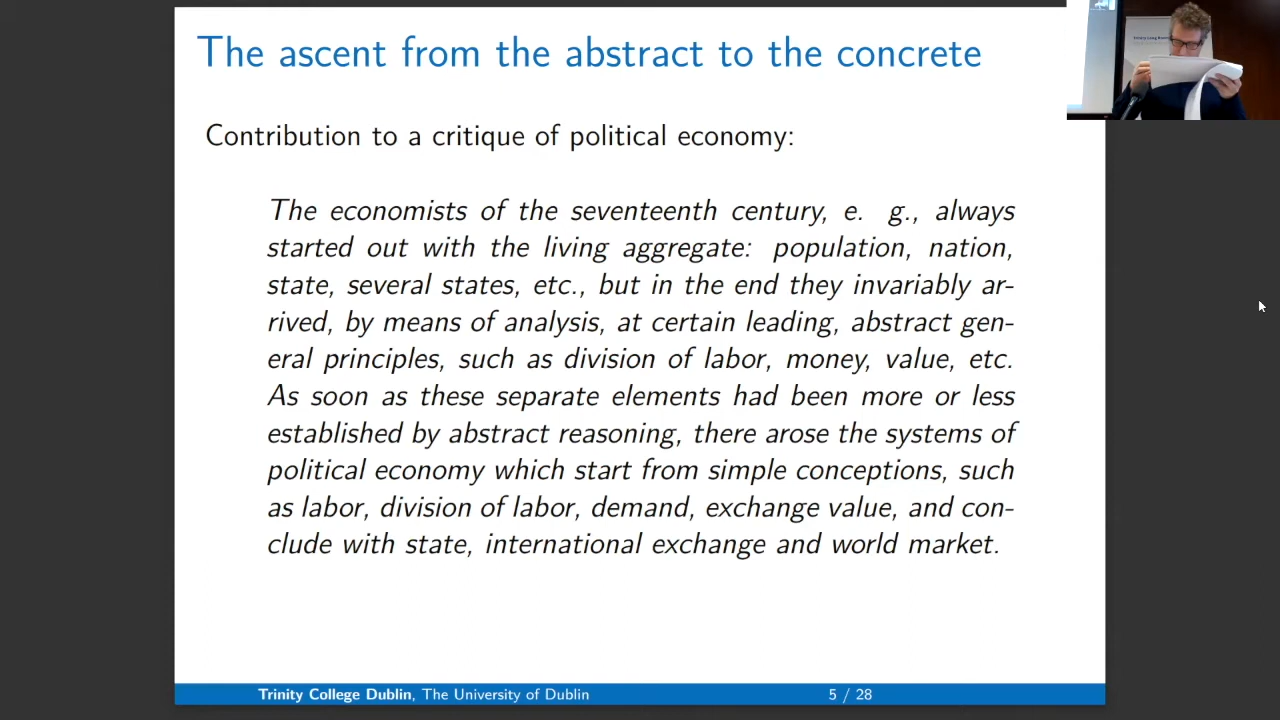 The ascent from the abstract to the concrete
Contribution to a critique of political economy:
The economists of the seventeenth century, e. g., always
started out with the living aggregate: population, nation,
state, several states, etc., but in the end they invariably ar-
rived, by means of analysis, at certain leading, abstract gen-
eral principles, such as division of labor, money, value, etc.
As soon as these separate elements had been more or less
established by abstract reasoning, there arose the systems of
political economy which start from simple conceptions, such
as labor, division of labor, demand, exchange value, and con-
clude with state, international exchange and world market.
Trinity College Dublin, The University of Dublin
5 / 28